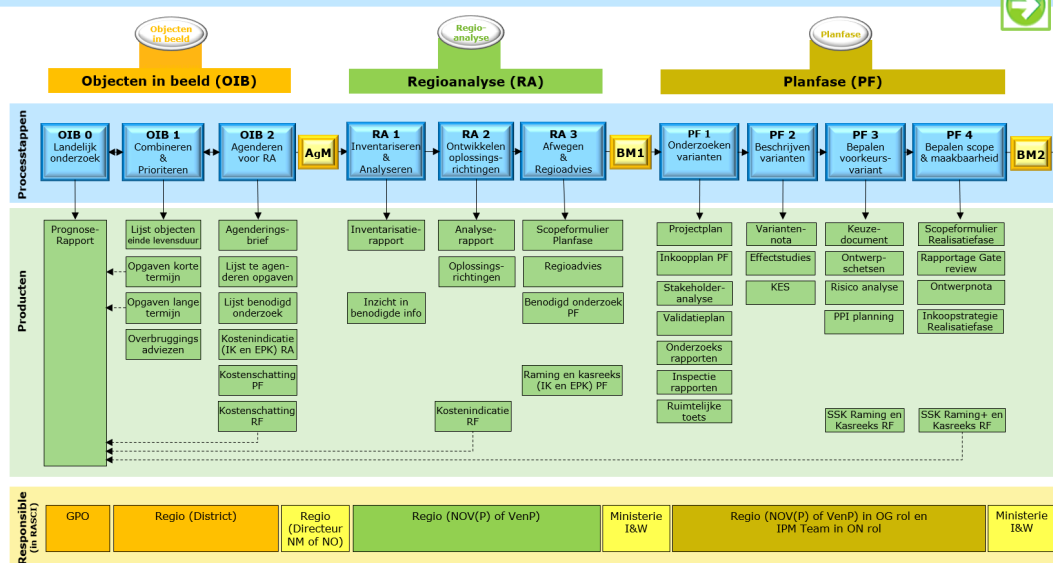 Objecten
in beeld
Regio-
analyse
Planfase
Objecten in beeld (OIB)
Regioanalyse (RA)
Planfase (PF)
Processtappen
OIB 0
Landelijk
onderzoek
OIB 1
Combineren
&
Prioriteren
OIB 2
Agenderen
voor RA
AgM
RA 1
Inventariseren
&
Analyseren
RA 2
Ontwikkelen
oplossings-
richtingen
RA 3
Afwegen
&
Regioadvies
BM1
PF 1
Onderzoeken
varianten
PF 2
Beschrijven
varianten
PF 3
Bepalen
voorkeurs-
variant
PF 4
Bepalen scope
& maakbaarheid
BM2
Producten
Prognose-
Rapport
Lijst objecten
einde levensduur
Opgaven korte
termijn
Opgaven lange
termijn
Overbruggings
adviezen
Agenderings-
brief
Lijst te agen-
deren opgaven
Lijst benodigd
onderzoek
Kostenindicatie
(IK en EPK) RA
Kostenschatting
PF
Kostenschatting
RF
Inventarisatie-
rapport
Inzicht in
benodigde info
Analyse-
rapport
Oplossings-
richtingen
Kostenindicatie
RF
Scopeformulier
Planfase
Regioadvies
Benodigd onderzoek
PF
Raming en kasreeks
(IK en EPK) PF
Projectplan
Inkoopplan PF
Stakeholder-
analyse
Validatieplan
Onderzoeks
rapporten
Inspectie
rapporten
Ruimtelijke
toets
Varianten-
nota
Effectstudies
KES
Keuze-
document
Ontwerp-
schetsen
Risico analyse
PPI planning
SSK Raming en
Kasreeks RF
Scopeformulier
Realisatiefase
Rapportage Gate
review
Ontwerpnota
Inkoopstrategie
Realisatiefase
SSK Raming+ en
Kasreeks RF
Responsible
(in RASCI)
GPO
Regio (District)
Regio
(Directeur
NM of NO)
Regio (NOV(P) of VenP)
Ministerie
I&W
Regio (NOV(P) of VenP) in OG rol en
IPM Team in ON rol
Ministerie
I&W